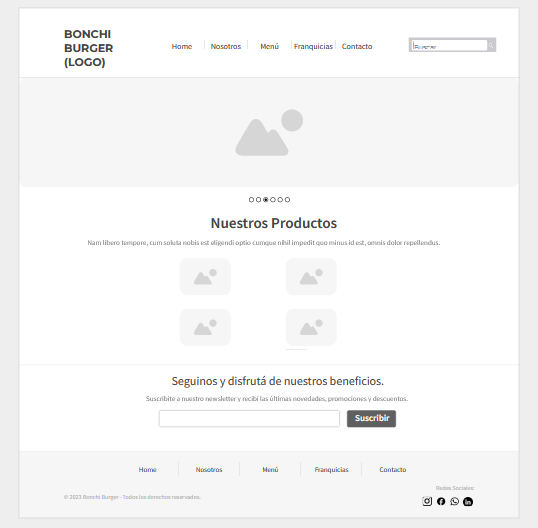 BONCHI
BURGER
(LOGO)
Home Nosotros Menú Franquicias Contacto
Buscar
Nuestros Productos
Nam libero tempore, cum soluta nobis est eligendi optio cumque nihil impedit quo minus id est, omnis dolor repellendus.
Seguinos y disfrutá de nuestros beneficios.
Suscribite a nuestro newsletter y recibí las últimas novedades, promociones y descuentos.
Suscribir
Home Nosotros Menú Franquicias Contacto
Redes Sociales:
© 2023 Bonchi Burger - Todos los derechos reservados.